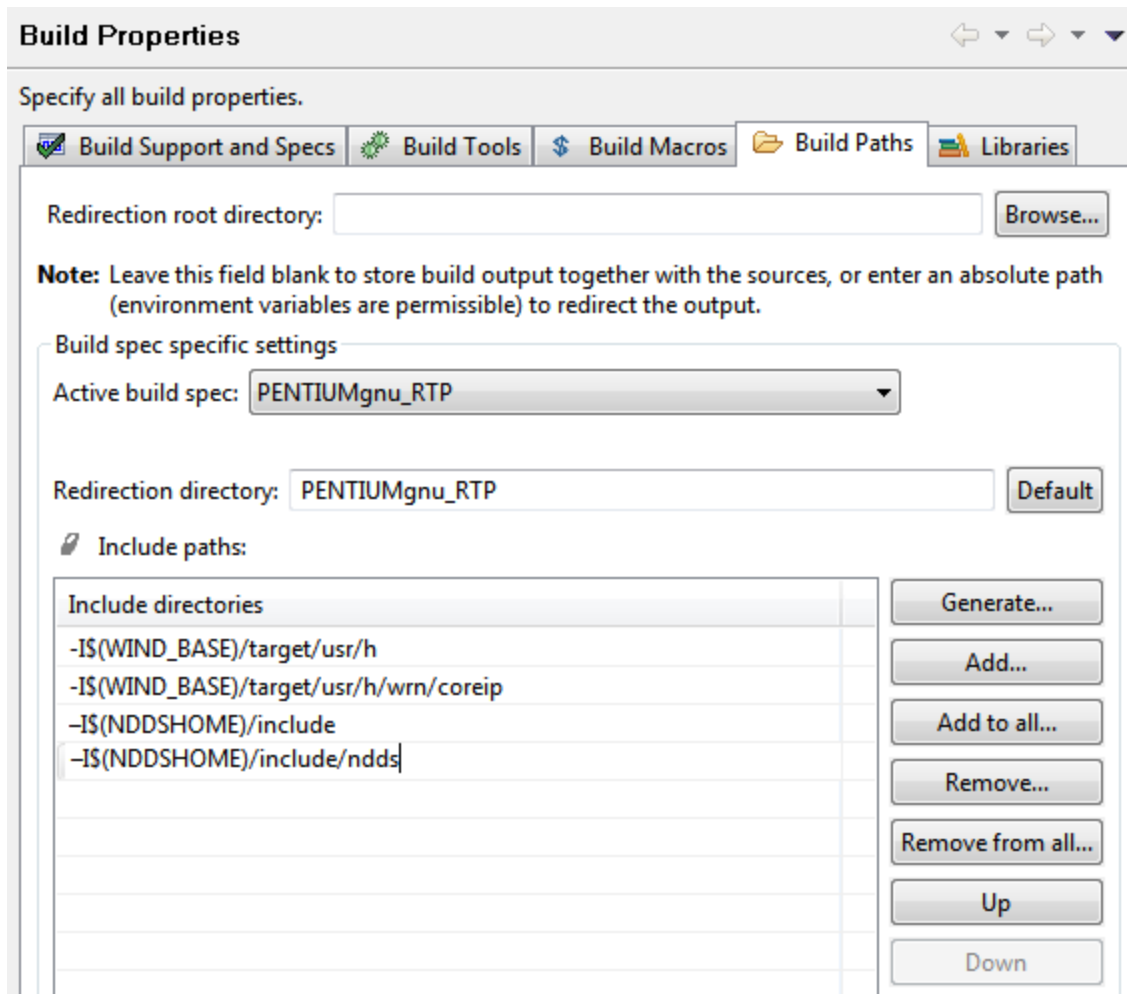 Build Properties
Specify all build properties.
Build Support and Specs Build Tools $ Build Macros Build Paths Libraries
Redirection root directory: Browse...
Note: Leave this field blank to store build output together with the sources, or enter an absolute path
(environment variables are permissible) to redirect the output.
Build spec specific settings
Active build spec: PENTIUMgnu_RTP
Redirection directory: PENTIUMgnu_RTP Default
Include paths:
Include directories Generate...
-I$(WIND_BASE)/target/usr/h
Add...
-I$(WIND_BASE)/target/usr/h/wrn/coreip
–I$(NDDSHOME)/include Add to all...
–I$(NDDSHOME)/include/ndds
Remove...
Remove from all...
Up
Down